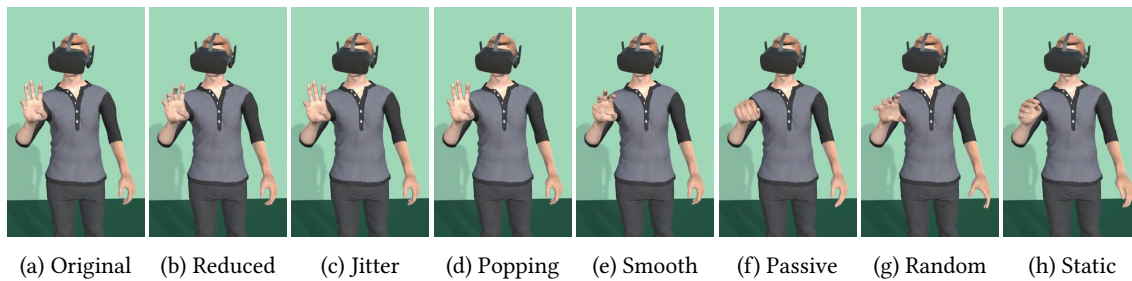 (a) Original (b) Reduced (c) Jitter (d) Popping (e) Smooth (f) Passive (g) Random (h) Static